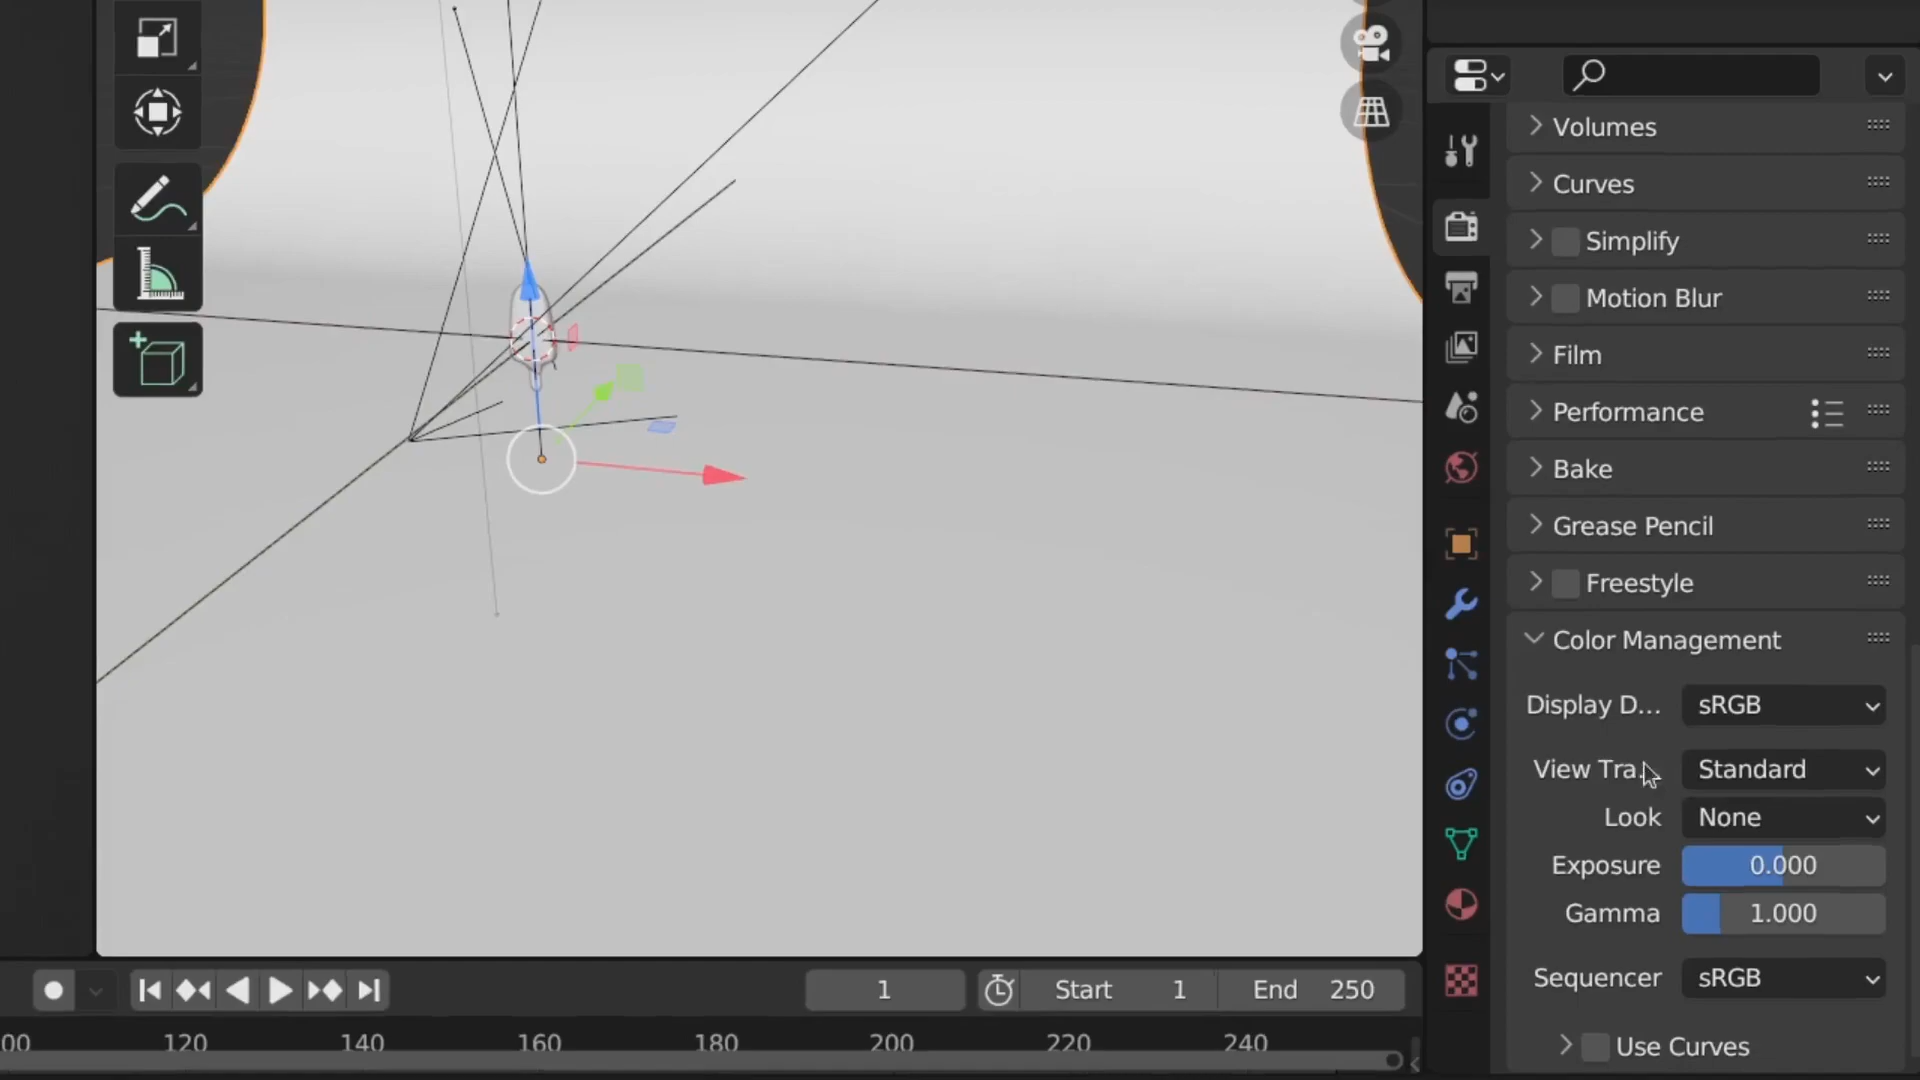 Volumes
Curves
Simplify
Motion Blur
Film
Performance
Bake
Grease Pencil
Freestyle
Color Management
Display D... sRGB
View Tra. Standard
Look None
Exposure 0.000
Gamma 1.000
Sequencer sRGB
Use Curves
1 Start 1 End 250
00 120 140 160 180 200 220 240